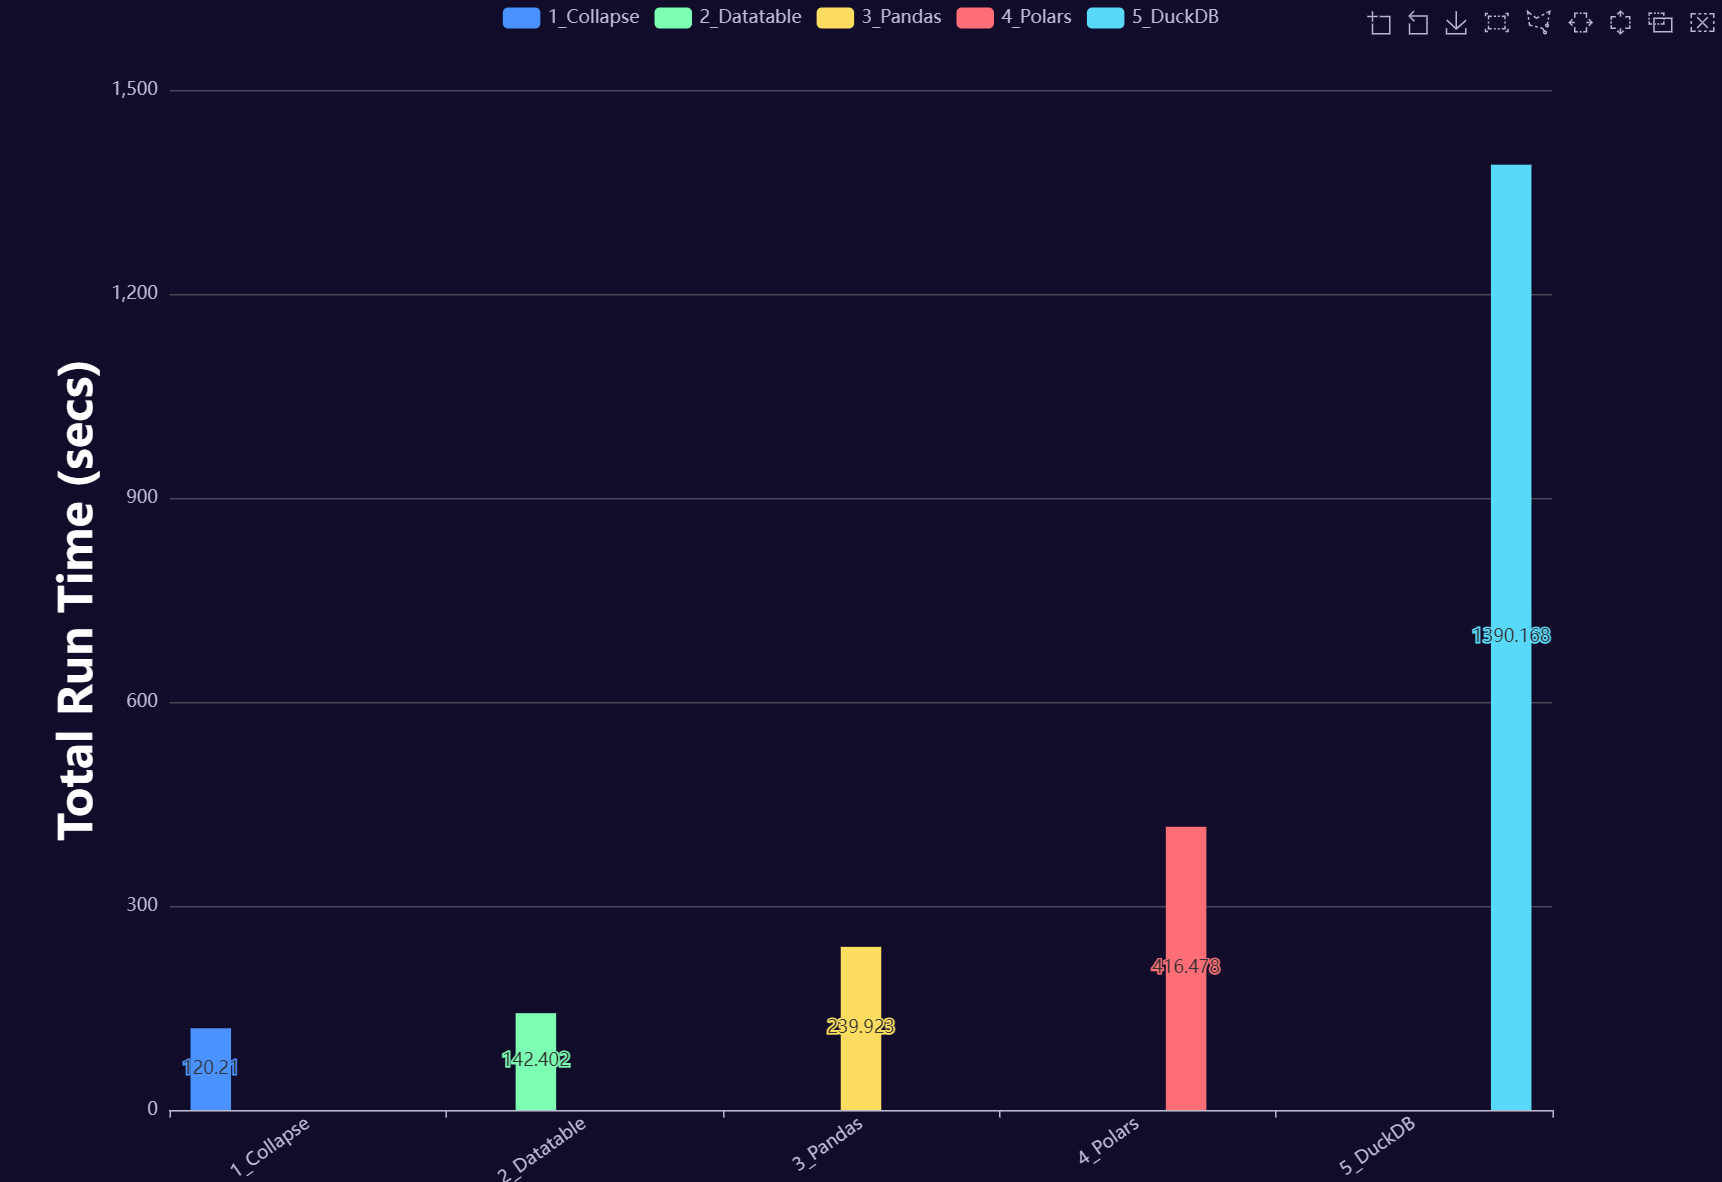 1_Collapse 2_Datatable 3_Pandas 4_Polars 5_DuckDB
Total Run Time (secs)
1,500
1,200
900
600
300
0
120.21
142.402
239.923
416.478
1390.168
1_Collapse
2_Datatable
3_Pandas
4_Polars
5_DuckDB